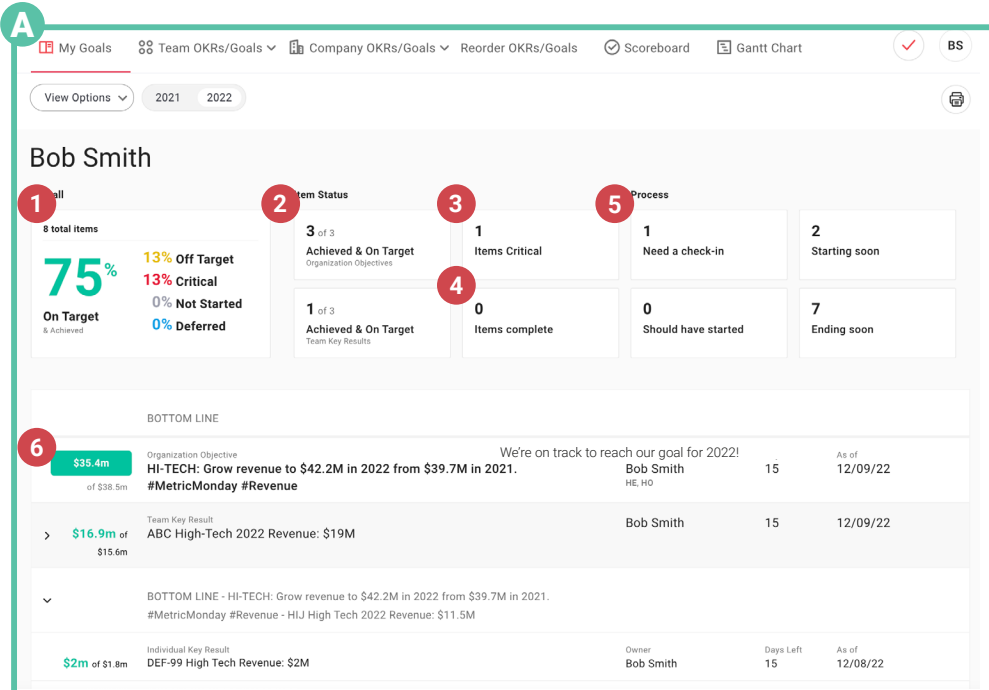 A
My Goals Team OKRs/Goals Company OKRs/Goals Reorder OKRs/Goals Scoreboard Gantt Chart BS
View Options 2021 2022
Bob Smith
1 all
8 total items
75%
On Target
& Achieved
13% Off Target
13% Critical
0% Not Started
0% Deferred
2 tem Status
3 of 3
Achieved & On Target
Organization Objectives
1 of 3
Achieved & On Target
Team Key Results
3
1
Items Critical
4
0
Items complete
5 Process
1
Need a check-in
2
Starting soon
0
Should have started
7
Ending soon
BOTTOM LINE
6
$35.4m
of $38.5m
Organization Objective
HI-TECH: Grow revenue to $42.2M in 2022 from $39.7M in 2021.
#MetricMonday #Revenue
We're on track to reach our goal for 2022!
Bob Smith
HE, HO
15
As of
12/09/22
$16.9m of
$15.6m
Team Key Result
ABC High-Tech 2022 Revenue: $19M
Bob Smith 15 12/09/22
BOTTOM LINE - HI-TECH: Grow revenue to $42.2M in 2022 from $39.7M in 2021.
#MetricMonday #Revenue - HIJ High Tech 2022 Revenue: $11.5M
$2m of $1.8m
Individual Key Result
DEF-99 High Tech Revenue: $2M
Owner
Bob Smith
Days Left
15
As of
12/08/22